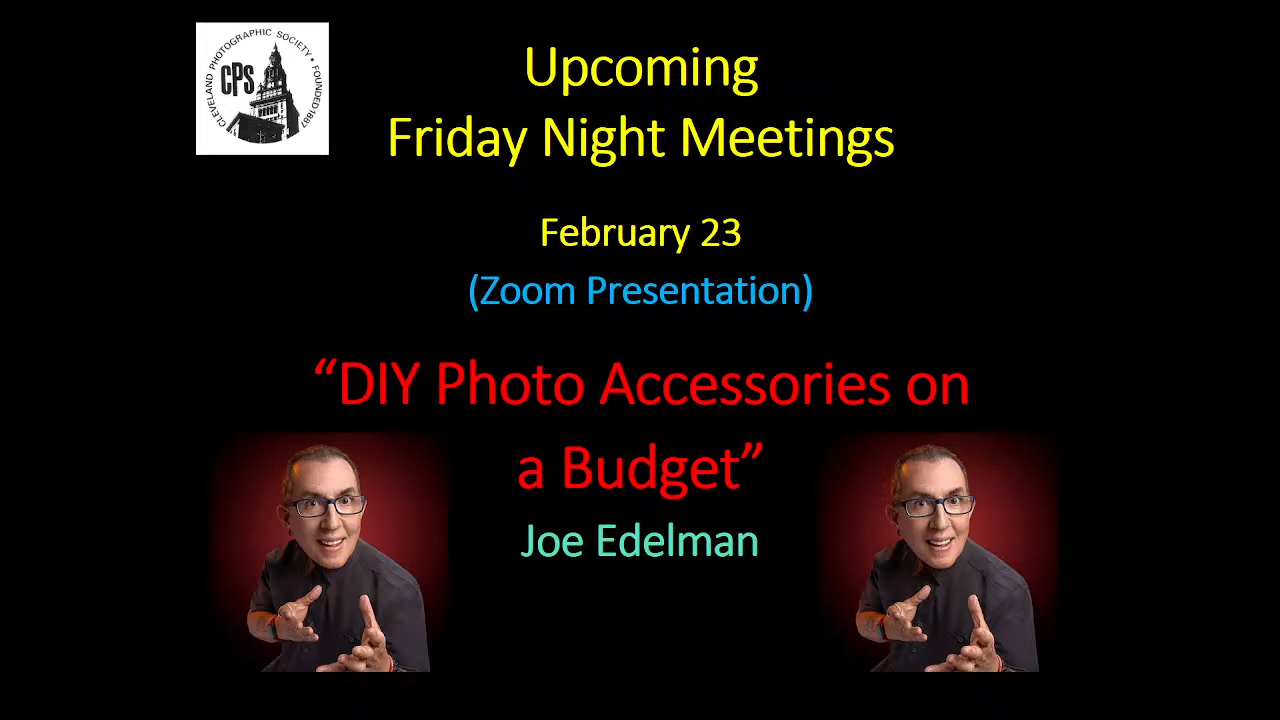 CLEVELAND PHOTOGRAPHIC SOCIETY • FOUNDED 1887
CPS
Upcoming
Friday Night Meetings
February 23
(Zoom Presentation)
“DIY Photo Accessories on
a Budget”
Joe Edelman